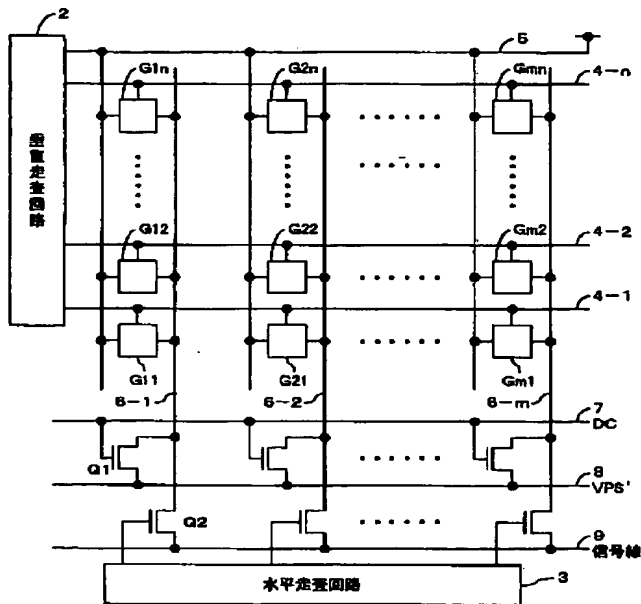 2
5
G1n
G2n
Gmn
4-n
垂直走査回路
G12
G22
Gm2
4-2
4-1
G11
G21
Gm1
6-1
6-2
6-m
7
DC
Q1
8
VPS'
Q2
9
信号線
水平走査回路
3